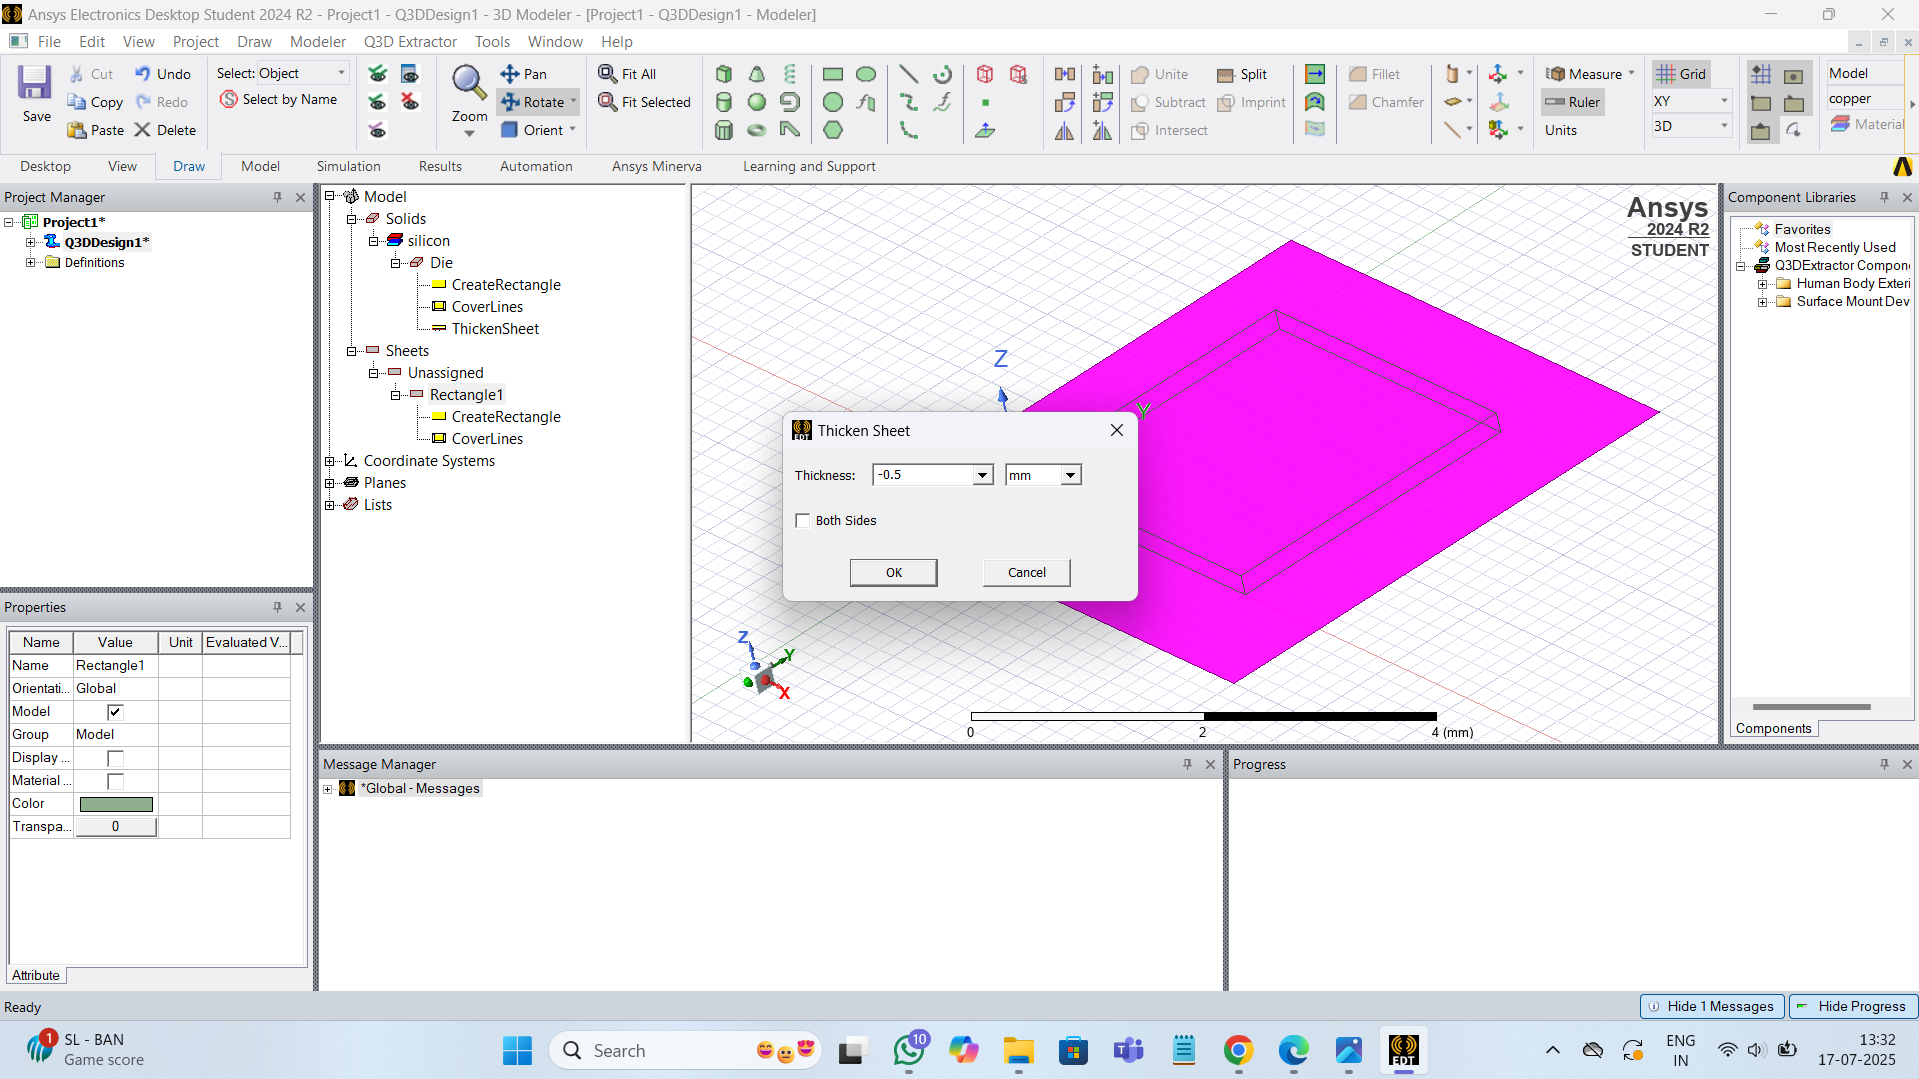 Ansys Electronics Desktop Student 2024 R2 - Project1 - Q3DDesign1 - 3D Modeler - [Project1 - Q3DDesign1 - Modeler]
File Edit View Project Draw Modeler Q3D Extractor Tools Window Help
Save
Cut
Copy
Paste
Undo
Redo
Delete
Select: Object
Select by Name
Zoom
Pan
Rotate
Orient
Fit All
Fit Selected
Unite
Subtract
Intersect
Split
Imprint
Fillet
Chamfer
Measure
Ruler
Units
Grid
XY
3D
Model
copper
Material
Desktop View Draw Model Simulation Results Automation Ansys Minerva Learning and Support
Project Manager
Project1*
Q3DDesign1*
Definitions
Model
Solids
silicon
Die
CreateRectangle
CoverLines
ThickenSheet
Sheets
Unassigned
Rectangle1
CreateRectangle
CoverLines
Coordinate Systems
Planes
Lists
Ansys
2024 R2
STUDENT
Z
Y
Thicken Sheet
EDT
Thickness: -0.5 mm
Both Sides
OK Cancel
Z
Y
X
0 2 4 (mm)
Component Libraries
Favorites
Most Recently Used
Q3DExtractor Compon
Human Body Exteri
Surface Mount Dev
Components
Properties
Name Value Unit Evaluated V...
Name Rectangle1
Orientati... Global
Model
Group Model
Display ...
Material ...
Color
Transpa... 0
Attribute
Message Manager
*Global - Messages
Progress
Ready
Hide 1 Messages Hide Progress
1
SL - BAN
Game score
Search
10
EDT
ENG
IN
13:32
17-07-2025